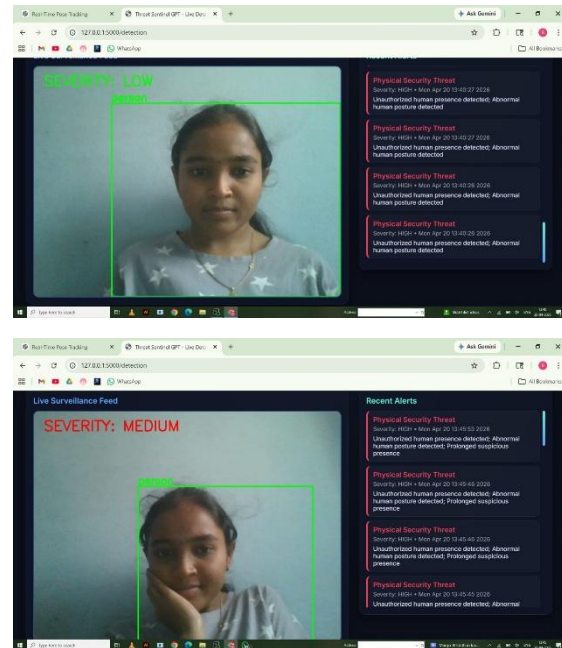 Real-Time Pose Tracking
Threat Sentinel GPT - Live Det
Ask Gemini
127.0.0.1:5000/detection
WhatsApp
All Bookmarks
SEVERITY: LOW
person
Physical Security Threat
Severity: HIGH • Mon Apr 20 13:40:27 2026
Unauthorized human presence detected; Abnormal
human posture detected
Physical Security Threat
Severity: HIGH • Mon Apr 20 13:40:27 2026
Unauthorized human presence detected; Abnormal
human posture detected
Physical Security Threat
Severity: HIGH • Mon Apr 20 13:40:26 2026
Unauthorized human presence detected; Abnormal
human posture detected
Physical Security Threat
Severity: HIGH • Mon Apr 20 13:40:26 2026
Unauthorized human presence detected; Abnormal
human posture detected
Type here to search
Real-Time Pose Tracking
Threat Sentinel GPT - Live Det
Ask Gemini
127.0.0.1:5000/detection
WhatsApp
All Bookmarks
Live Surveillance Feed
SEVERITY: MEDIUM
person
Recent Alerts
Physical Security Threat
Severity: HIGH • Mon Apr 20 13:45:53 2026
Unauthorized human presence detected; Abnormal
human posture detected; Prolonged suspicious
presence
Physical Security Threat
Severity: HIGH • Mon Apr 20 13:45:46 2026
Unauthorized human presence detected; Abnormal
human posture detected; Prolonged suspicious
presence
Physical Security Threat
Severity: HIGH • Mon Apr 20 13:45:46 2026
Unauthorized human presence detected; Abnormal
human posture detected; Prolonged suspicious
presence
Physical Security Threat
Severity: HIGH • Mon Apr 20 13:45:45 2026
Unauthorized human presence detected; Abnormal
Type here to search